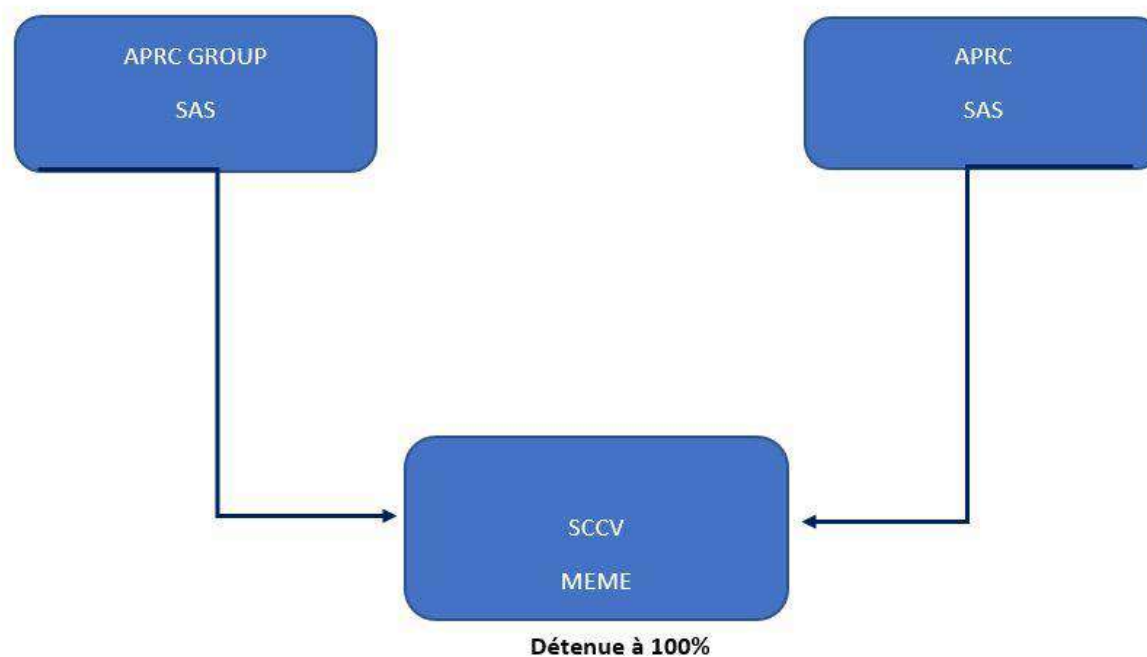 APRC GROUP
SAS
APRC
SAS
SCCV
MEME
Détenue à 100%